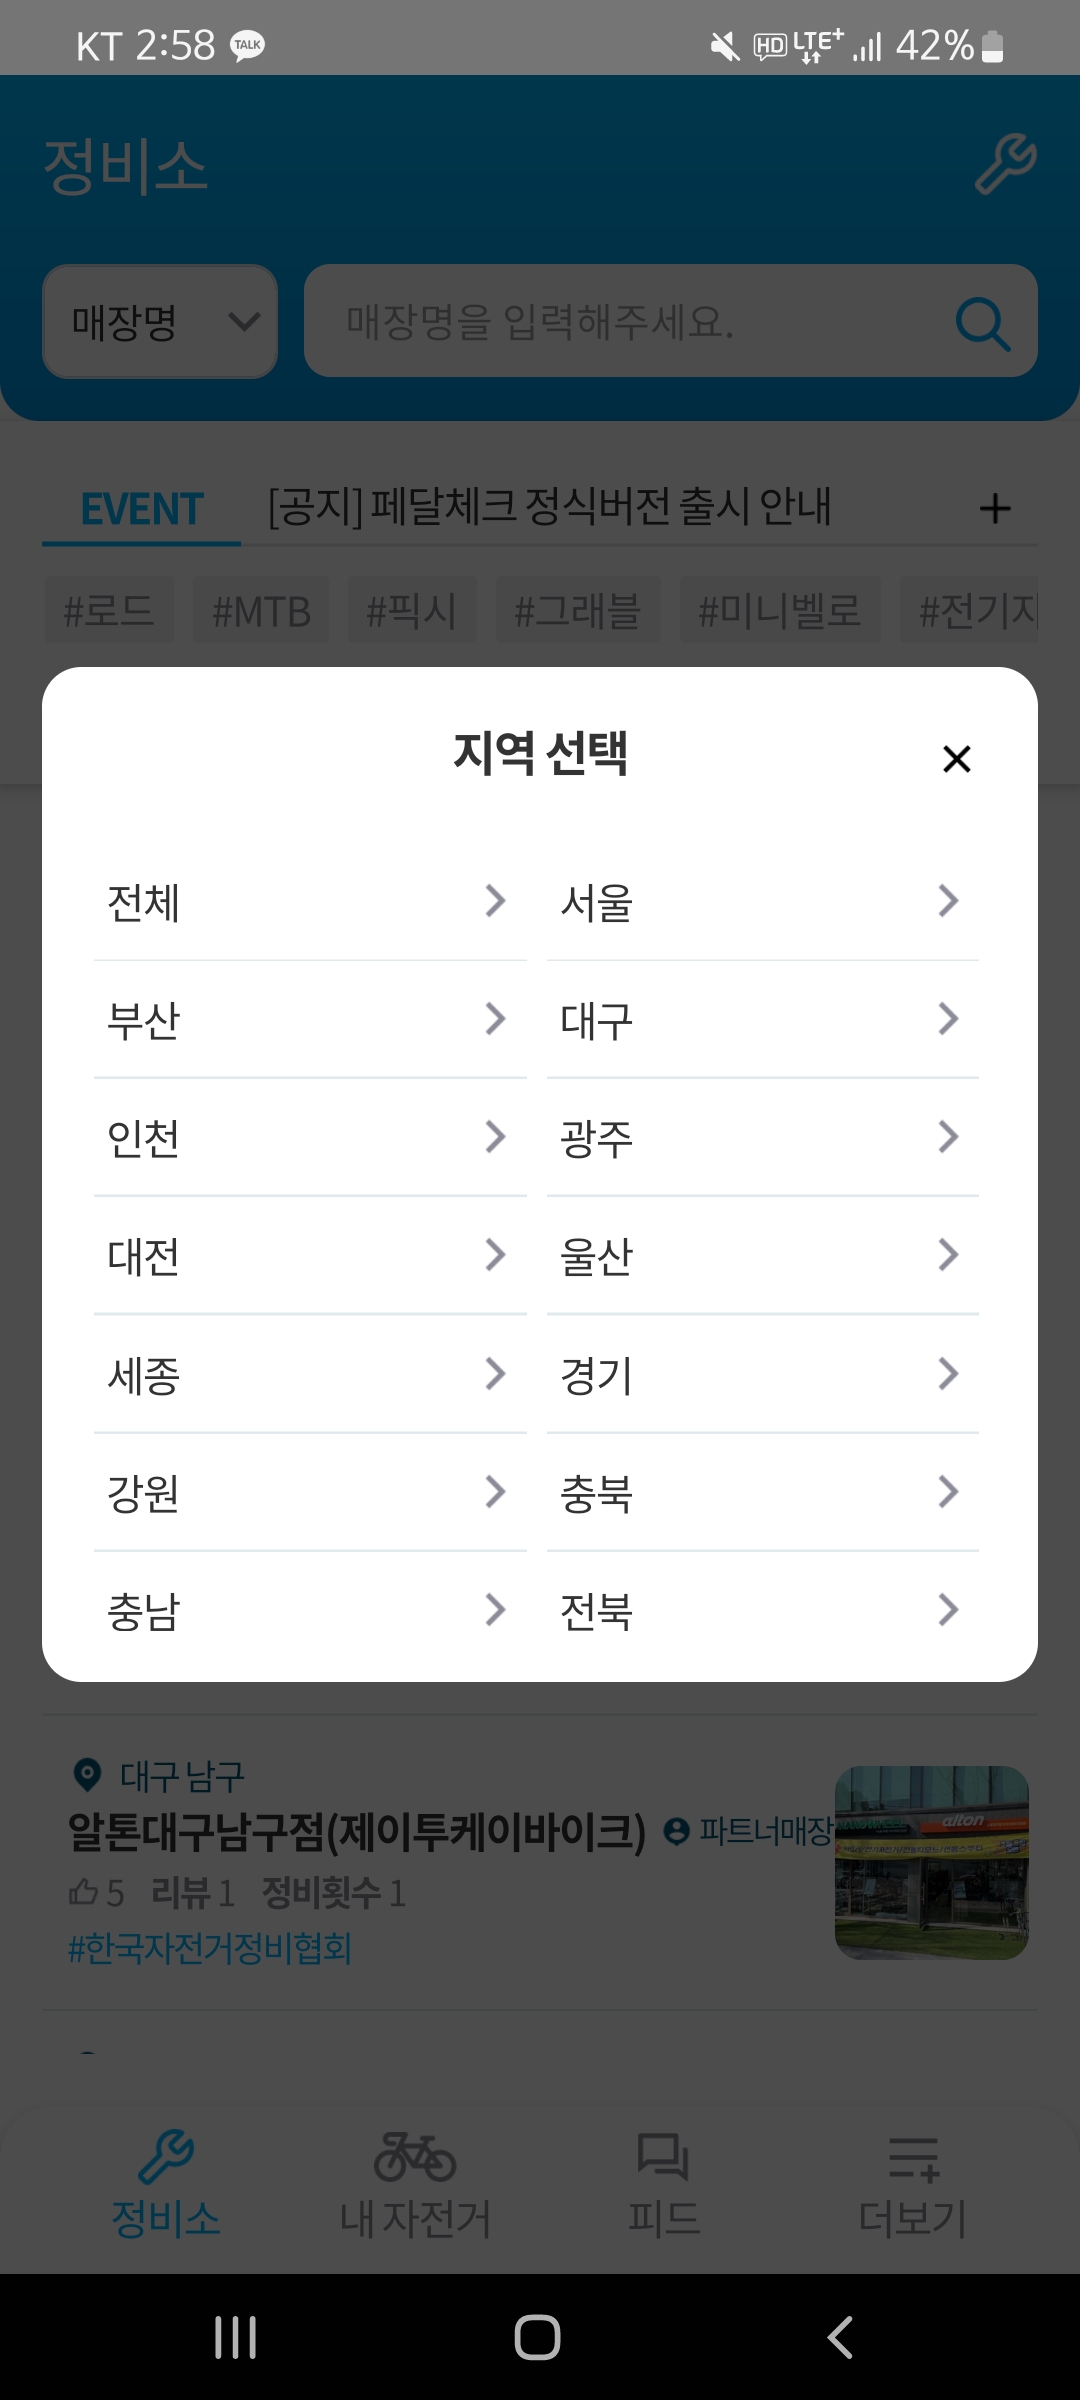 KT 2:58 TALK HD LTE+ 42%
정비소
매장명 매장명을 입력해주세요.
EVENT [공지] 페달체크 정식버전 출시 안내 +
#로드 #MTB #픽시 #그래블 #미니벨로 #전기자
지역 선택
전체 서울
부산 대구
인천 광주
대전 울산
세종 경기
강원 충북
충남 전북
대구 남구
알톤대구남구점(제이투케이바이크) 파트너매장
5 리뷰 1 정비횟수 1
#한국자전거정비협회
alton
정비소 내 자전거 피드 더보기